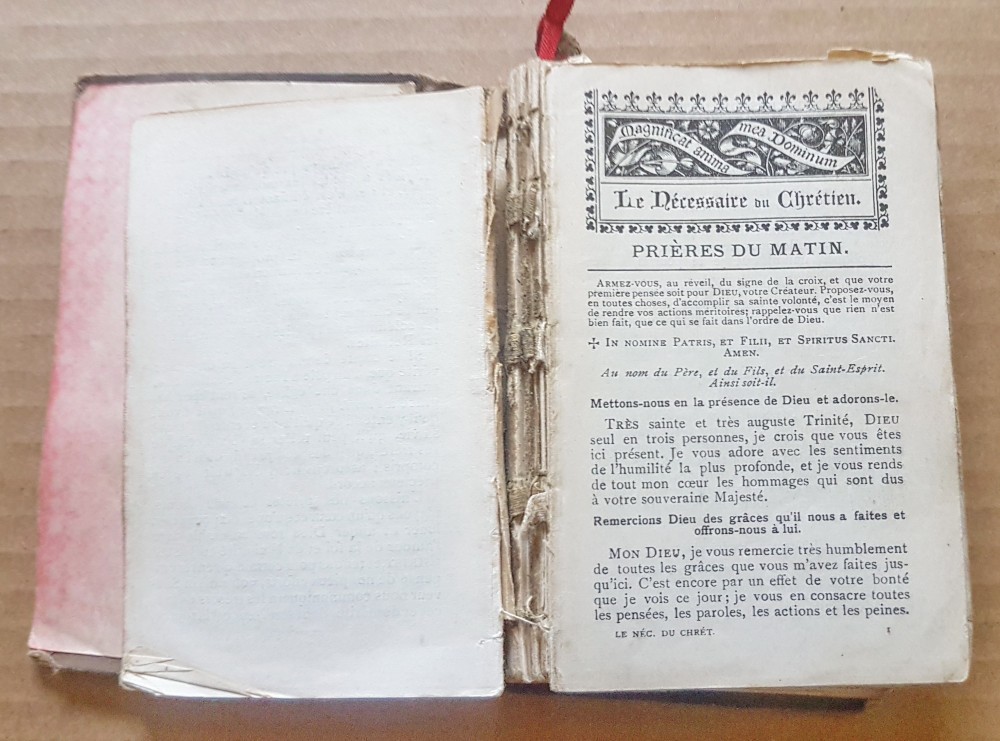 Magnificat anima mea Dominum
Le Nécessaire du Chrétien.
PRIÈRES DU MATIN.
ARMEZ-VOUS, au réveil, du signe de la croix, et que votre
première pensée soit pour DIEU, votre Créateur. Proposez-vous,
en toutes choses, d'accomplir sa sainte volonté, c'est le moyen
de rendre vos actions méritoires; rappelez-vous que rien n'est
bien fait, que ce qui se fait dans l'ordre de Dieu.
✠ IN NOMINE PATRIS, ET FILII, ET SPIRITUS SANCTI.
AMEN.
Au nom du Père, et du Fils, et du Saint-Esprit.
Ainsi soit-il.
Mettons-nous en la présence de Dieu et adorons-le.
TRÈS sainte et très auguste Trinité, DIEU
seul en trois personnes, je crois que vous êtes
ici présent. Je vous adore avec les sentiments
de l'humilité la plus profonde, et je vous rends
de tout mon cœur les hommages qui sont dus
à votre souveraine Majesté.
Remercions Dieu des grâces qu'il nous a faites et
offrons-nous à lui.
MON DIEU, je vous remercie très humblement
de toutes les grâces que vous m'avez faites jus-
qu'ici. C'est encore par un effet de votre bonté
que je vois ce jour; je vous en consacre toutes
les pensées, les paroles, les actions et les peines.
LE NÉC. DU CHRÉT. 1